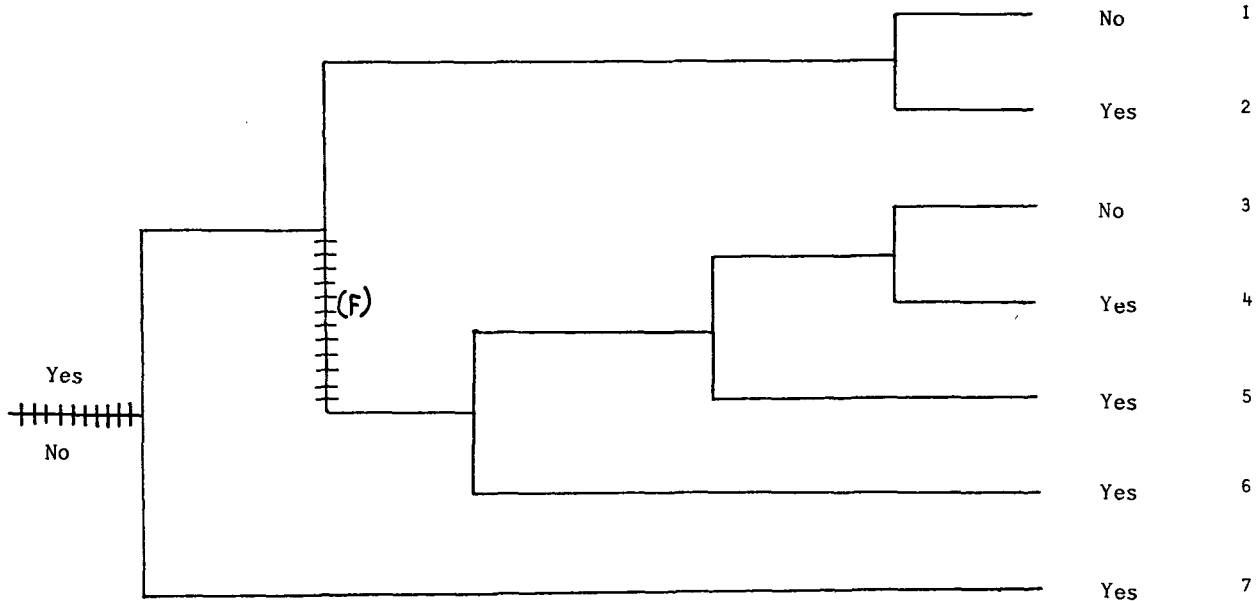 No 1
Yes 2
No 3
(F)
Yes 4
Yes
Yes 5
No
Yes 6
Yes 7